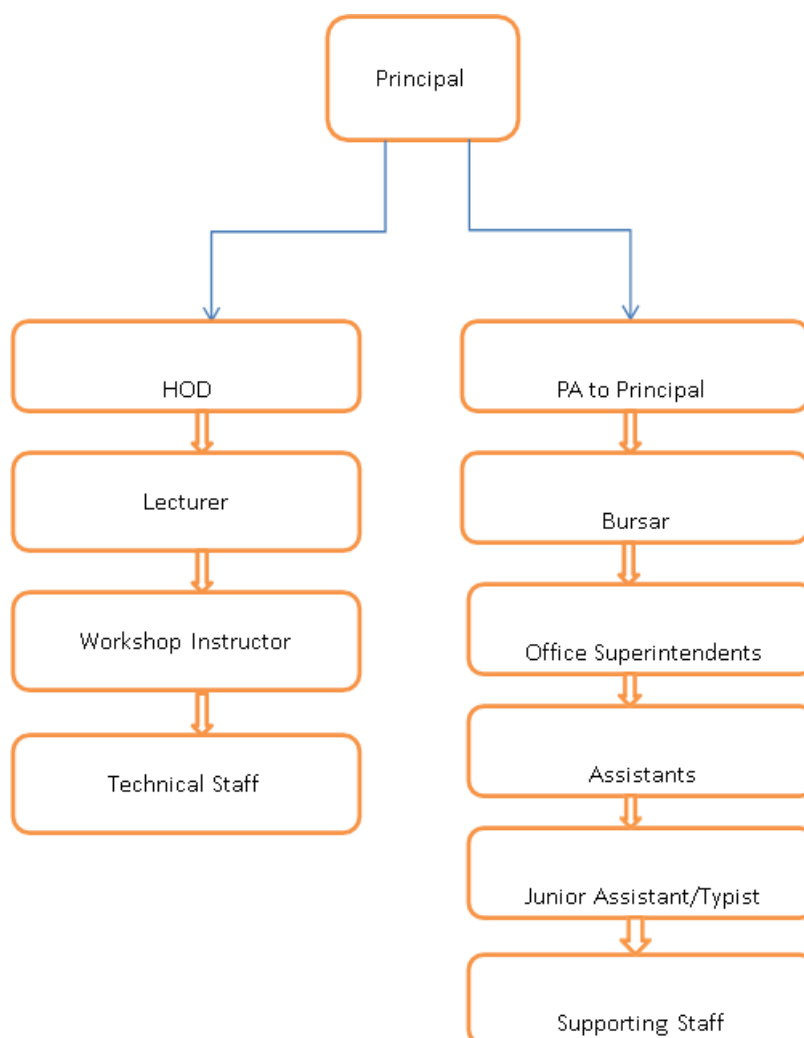 Principal
HOD
PA to Principal
Lecturer
Bursar
Workshop Instructor
Office Superintendents
Technical Staff
Assistants
Junior Assistant/Typist
Supporting Staff